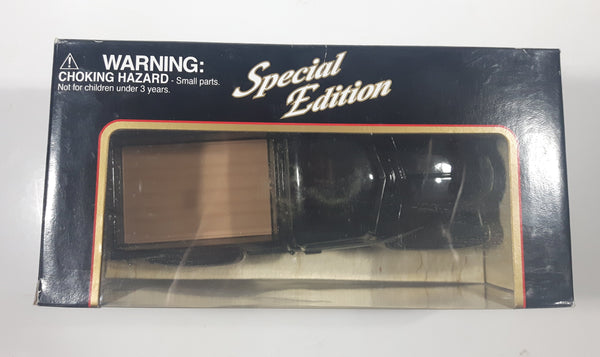 WARNING:
CHOKING HAZARD - Small parts.
Not for children under 3 years.
Special
Edition